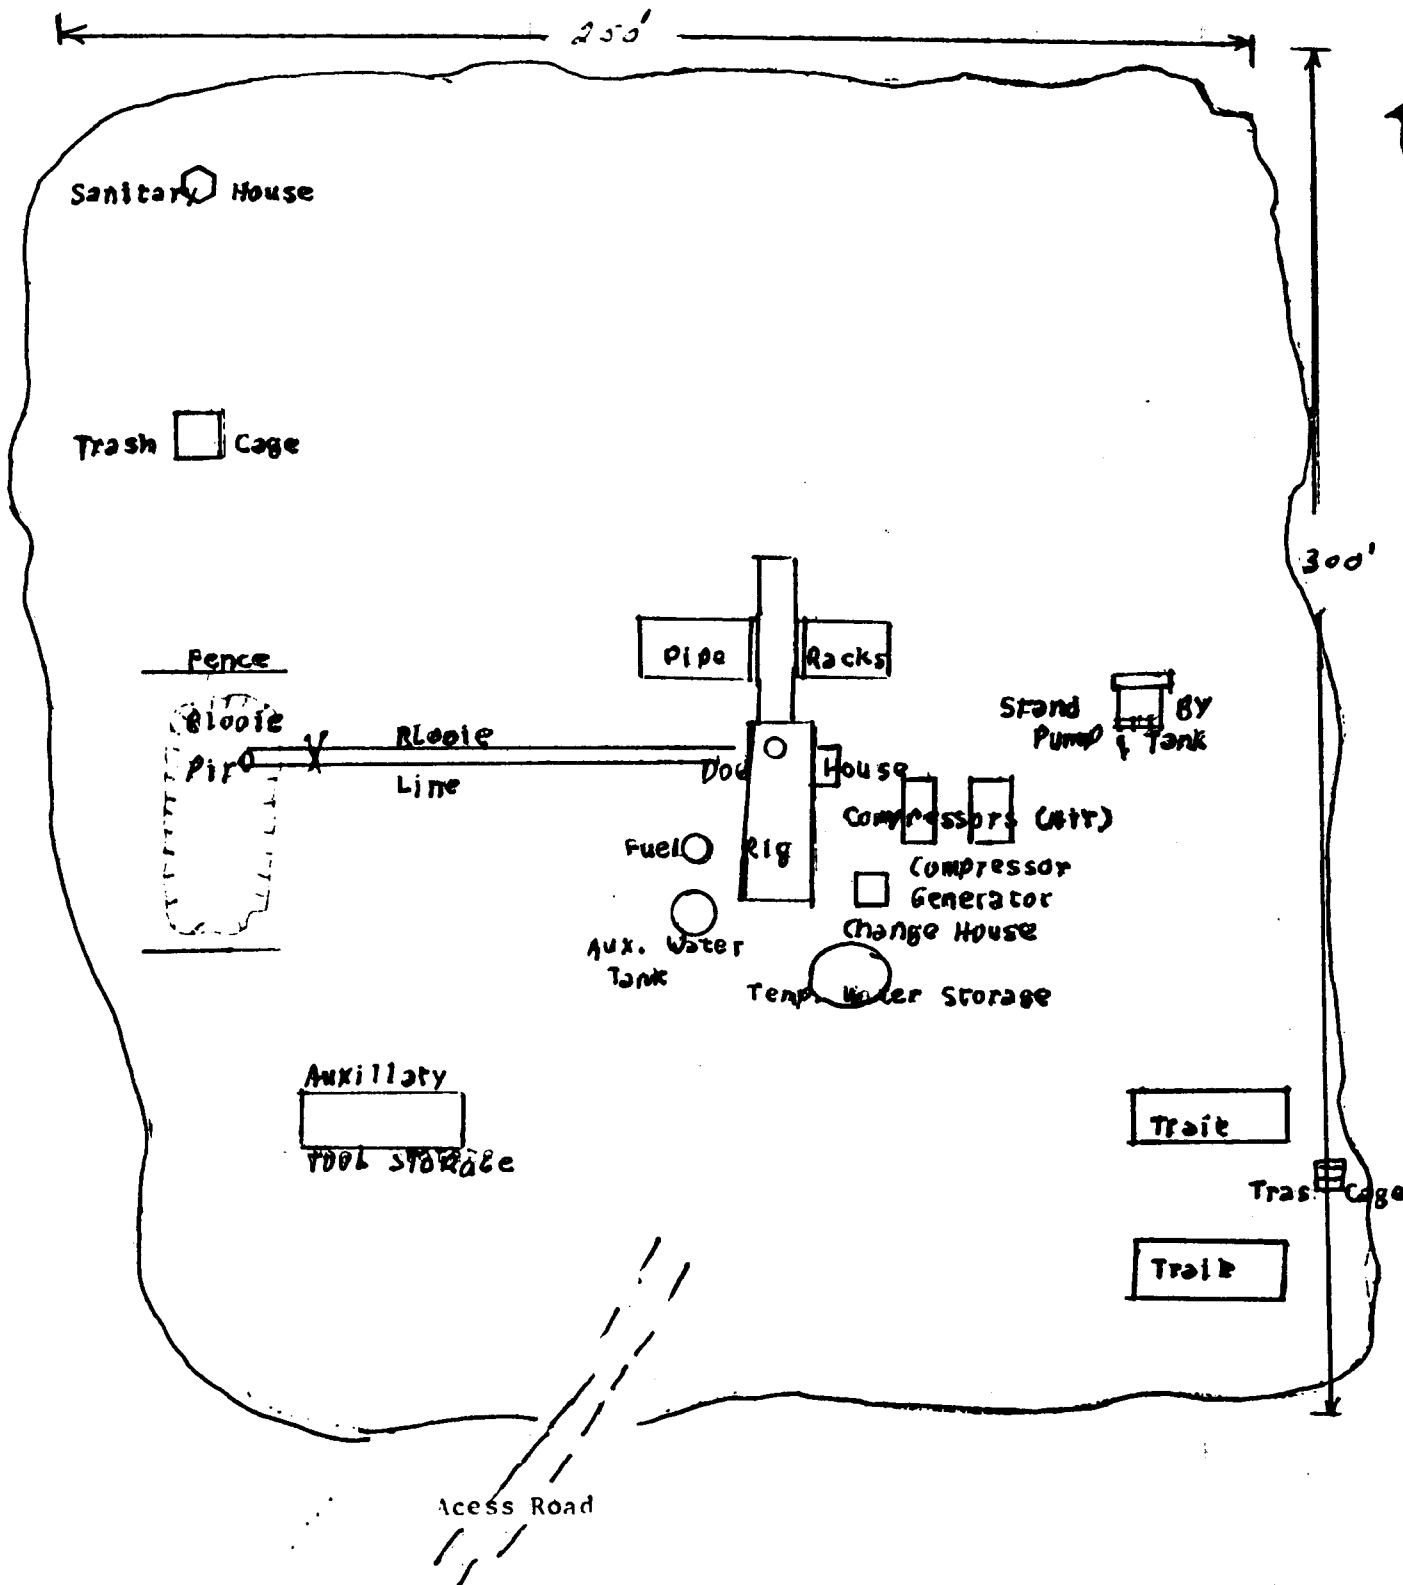 250'
Sanitary House
Trash Cage
300'
Fence
Pipe Racks
Blooie
Pit
Blooie
Line
Stand By
Pump & Tank
House
Compressors (Air)
Fuel
Rig
Compressor
Generator
Change House
Aux. Water
Tank
Temp. Water Storage
Auxillary
Tool Storage
Trail
Tras Cage
Trail
Acess Road